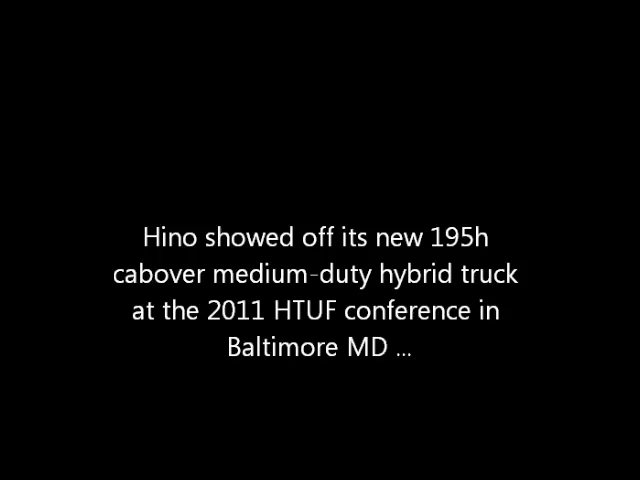 Hino showed off its new 195h
cabover medium-duty hybrid truck
at the 2011 HTUF conference in
Baltimore MD ...